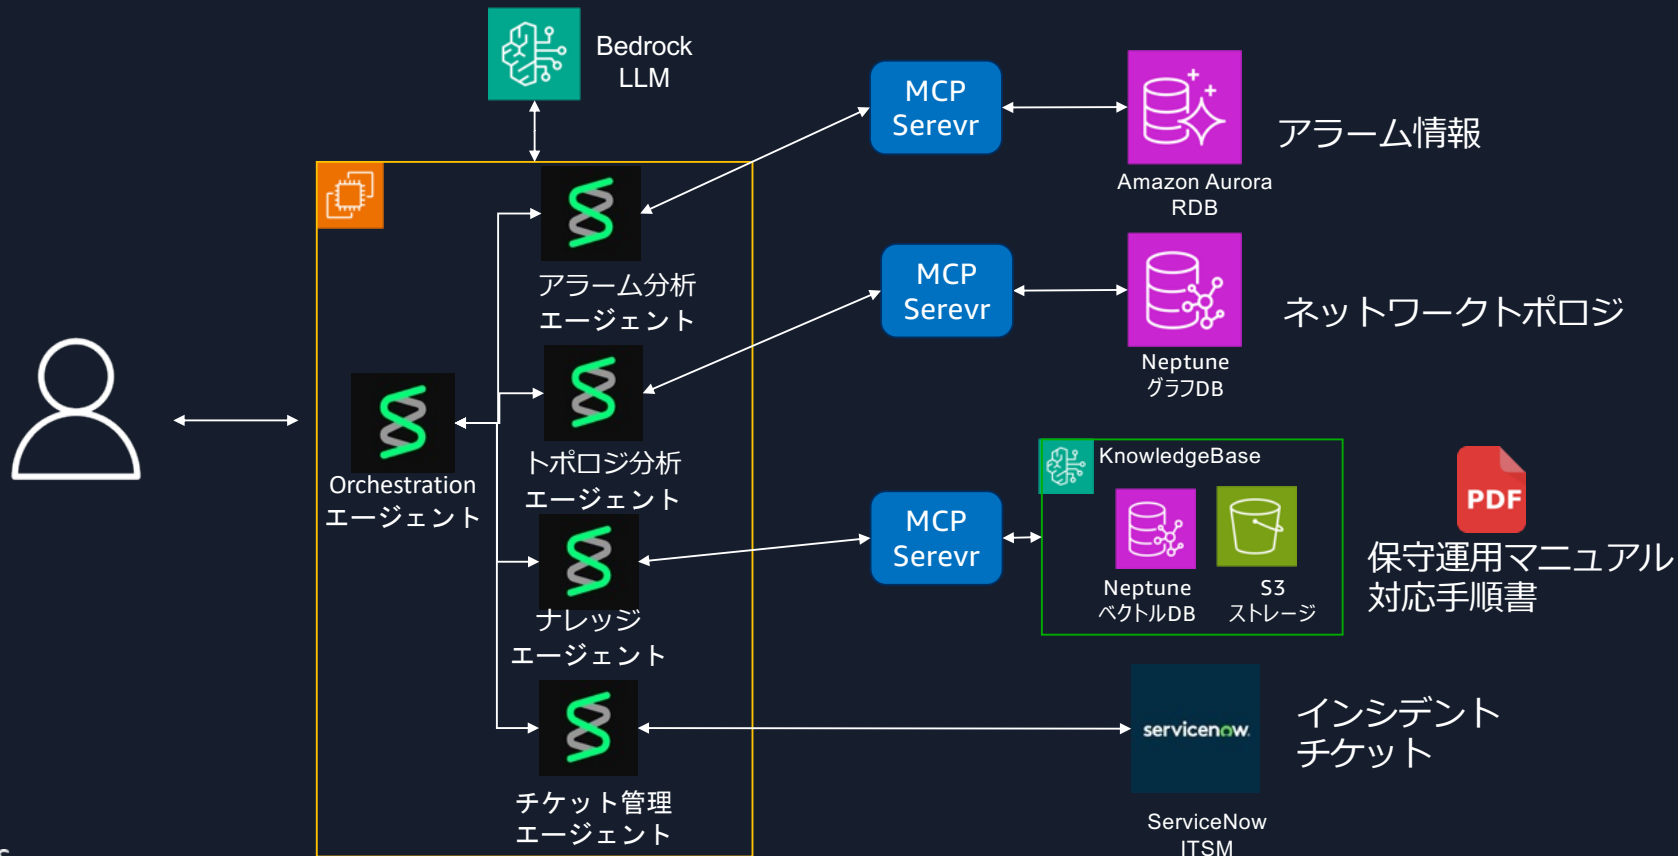 Bedrock
LLM
MCP
Serevr
アラーム情報
Amazon Aurora
RDB
アラーム分析
エージェント
MCP
Serevr
ネットワークトポロジ
Neptune
グラフDB
Orchestration
エージェント
トポロジ分析
エージェント
MCP
Serevr
KnowledgeBase
Neptune
ベクトルDB
S3
ストレージ
PDF
保守運用マニュアル
対応手順書
ナレッジ
エージェント
servicenow.
インシデント
チケット
チケット管理
エージェント
ServiceNow
ITSM